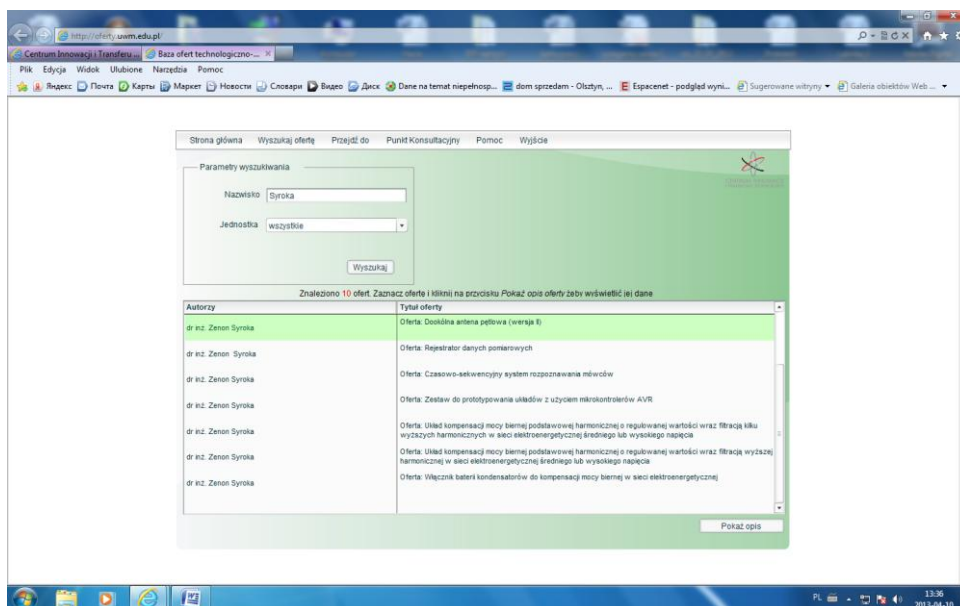 http://oferty.uwm.edu.pl/
Centrum Innowacji i Transferu ...
Baza ofert technologiczno-...
Plik Edycja Widok Ulubione Narzędzia Pomoc
Яндекс Почта Карты Маркет Новости Словари Видео Диск Dane na temat niepełnosp... dom sprzedam - Olsztyn, ... Espacenet - podgląd wyni... Sugerowane witryny Galeria obiektów Web ...
Strona główna Wyszukaj ofertę Przejdź do Punkt Konsultacyjny Pomoc Wyjście
Parametry wyszukiwania
Nazwisko Syroka
Jednostka wszystkie
Wyszukaj
Znaleziono 10 ofert. Zaznacz ofertę i kliknij na przycisku Pokaż opis oferty żeby wyświetlić jej dane
Autorzy Tytuł oferty
dr inż. Zenon Syroka Oferta: Dookólna antena pętlowa (wersja II)
dr inż. Zenon Syroka Oferta: Rejestrator danych pomiarowych
dr inż. Zenon Syroka Oferta: Czasowo-sekwencyjny system rozpoznawania mówców
dr inż. Zenon Syroka Oferta: Zestaw do prototypowania układów z użyciem mikrokontrolerów AVR
dr inż. Zenon Syroka Oferta: Układ kompensacji mocy biernej podstawowej harmonicznej o regulowanej wartości wraz filtracją kilku
wyższych harmonicznych w sieci elektroenergetycznej średniego lub wysokiego napięcia
dr inż. Zenon Syroka Oferta: Układ kompensacji mocy biernej podstawowej harmonicznej o regulowanej wartości wraz filtracją wyższej
harmonicznej w sieci elektroenergetycznej średniego lub wysokiego napięcia
dr inż. Zenon Syroka Oferta: Włącznik baterii kondensatorów do kompensacji mocy biernej w sieci elektroenergetycznej
Pokaż opis
PL 13:36
2013-04-10